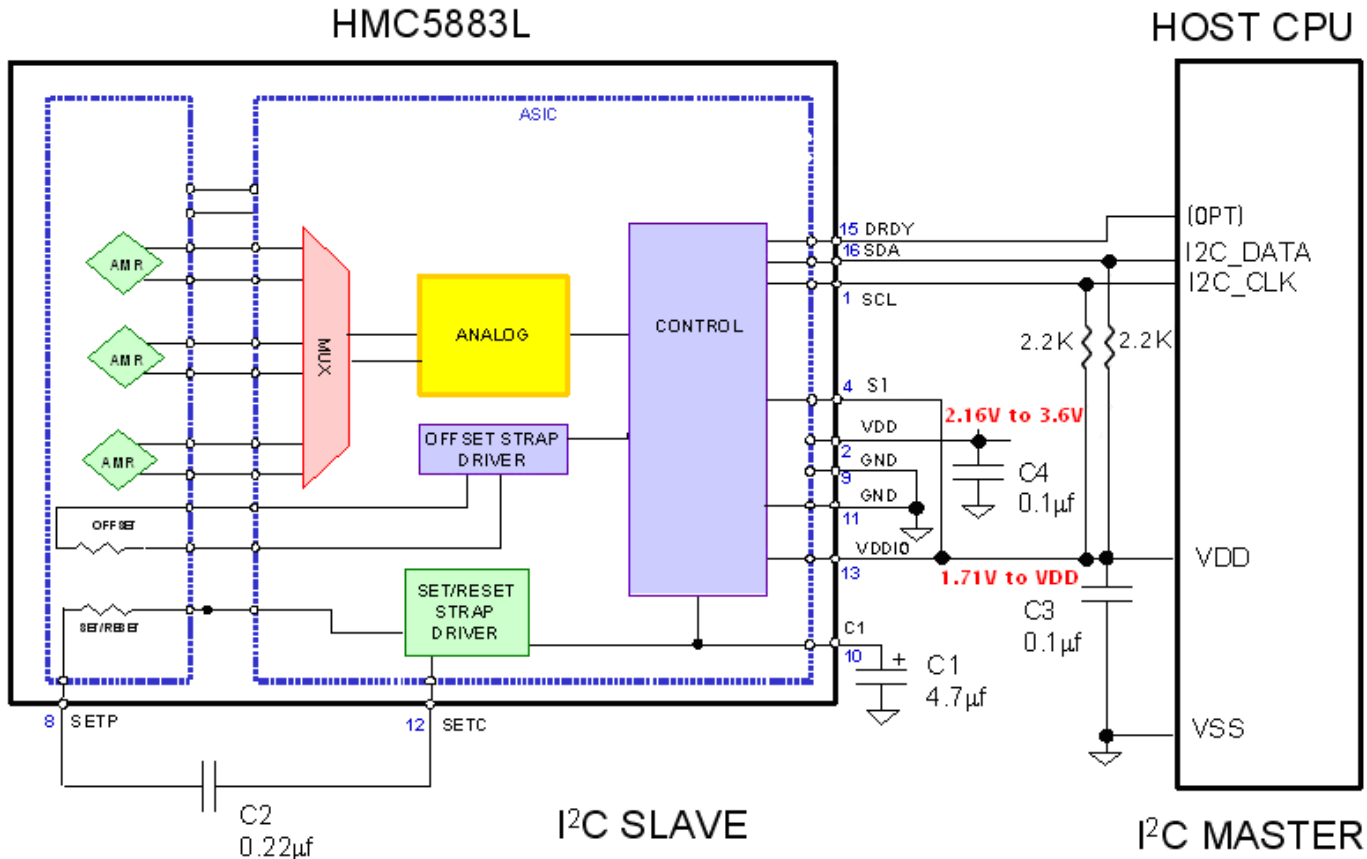 HMC5883L
HOST CPU
ASIC
AMR
AMR
AMR
MUX
ANALOG
CONTROL
OFFSET STRAP
DRIVER
OFFSET
SET/RESET
SET/RESET
STRAP
DRIVER
15 DRDY
16 SDA
1 SCL
4 S1
VDD
2
GND
9
GND
11
VDDIO
13
C1
10
(OPT)
I2C_DATA
I2C_CLK
2.2K
2.2K
2.16V to 3.6V
C4
0.1µf
1.71V to VDD
VDD
C3
0.1µf
+
C1
4.7µf
VSS
8 SETP
12 SETC
C2
0.22µf
I²C SLAVE
I²C MASTER